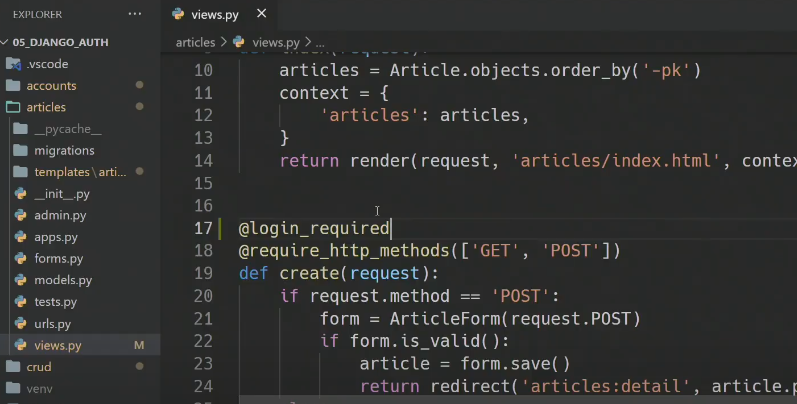 EXPLORER
views.py
05_DJANGO_AUTH
articles > views.py > ...
.vscode
accounts
articles
__pycache__
migrations
templates \ arti...
__init__.py
admin.py
apps.py
forms.py
models.py
tests.py
urls.py
views.py M
crud
venv
10 articles = Article.objects.order_by('-pk')
11 context = {
12 'articles': articles,
13 }
14 return render(request, 'articles/index.html', contex
15
16
17 @login_required
18 @require_http_methods(['GET', 'POST'])
19 def create(request):
20 if request.method == 'POST':
21 form = ArticleForm(request.POST)
22 if form.is_valid():
23 article = form.save()
24 return redirect('articles:detail', article.p